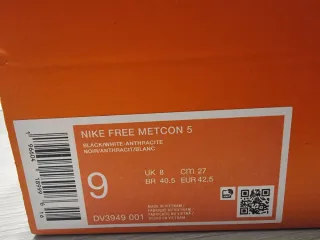 NIKE FREE METCON 5
BLACK/WHITE-ANTHRACITE
NOIR/ANTHRACIT/BLANC
9
UK 8 CM 27
BR 40.5 EUR 42.5
DV3949 001